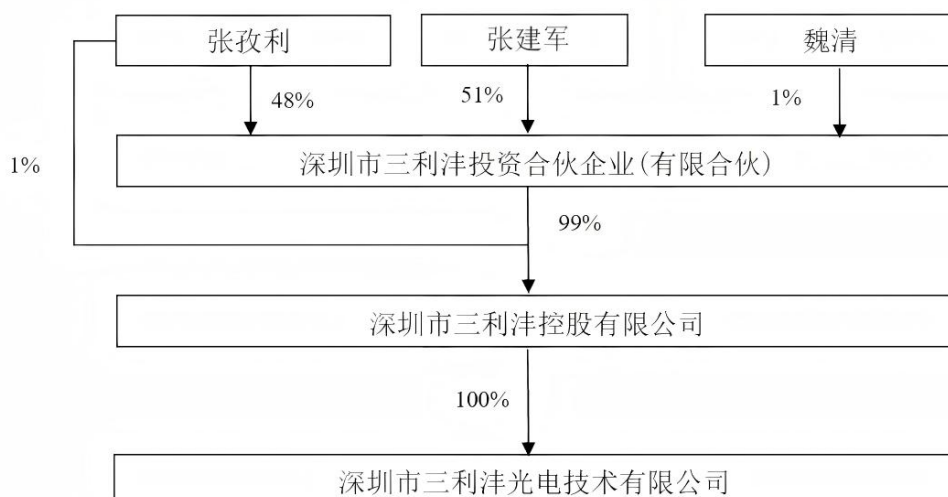 张孜利
张建军
魏清
48%
51%
1%
1%
深圳市三利沣投资合伙企业(有限合伙)
99%
深圳市三利沣控股有限公司
100%
深圳市三利沣光电技术有限公司